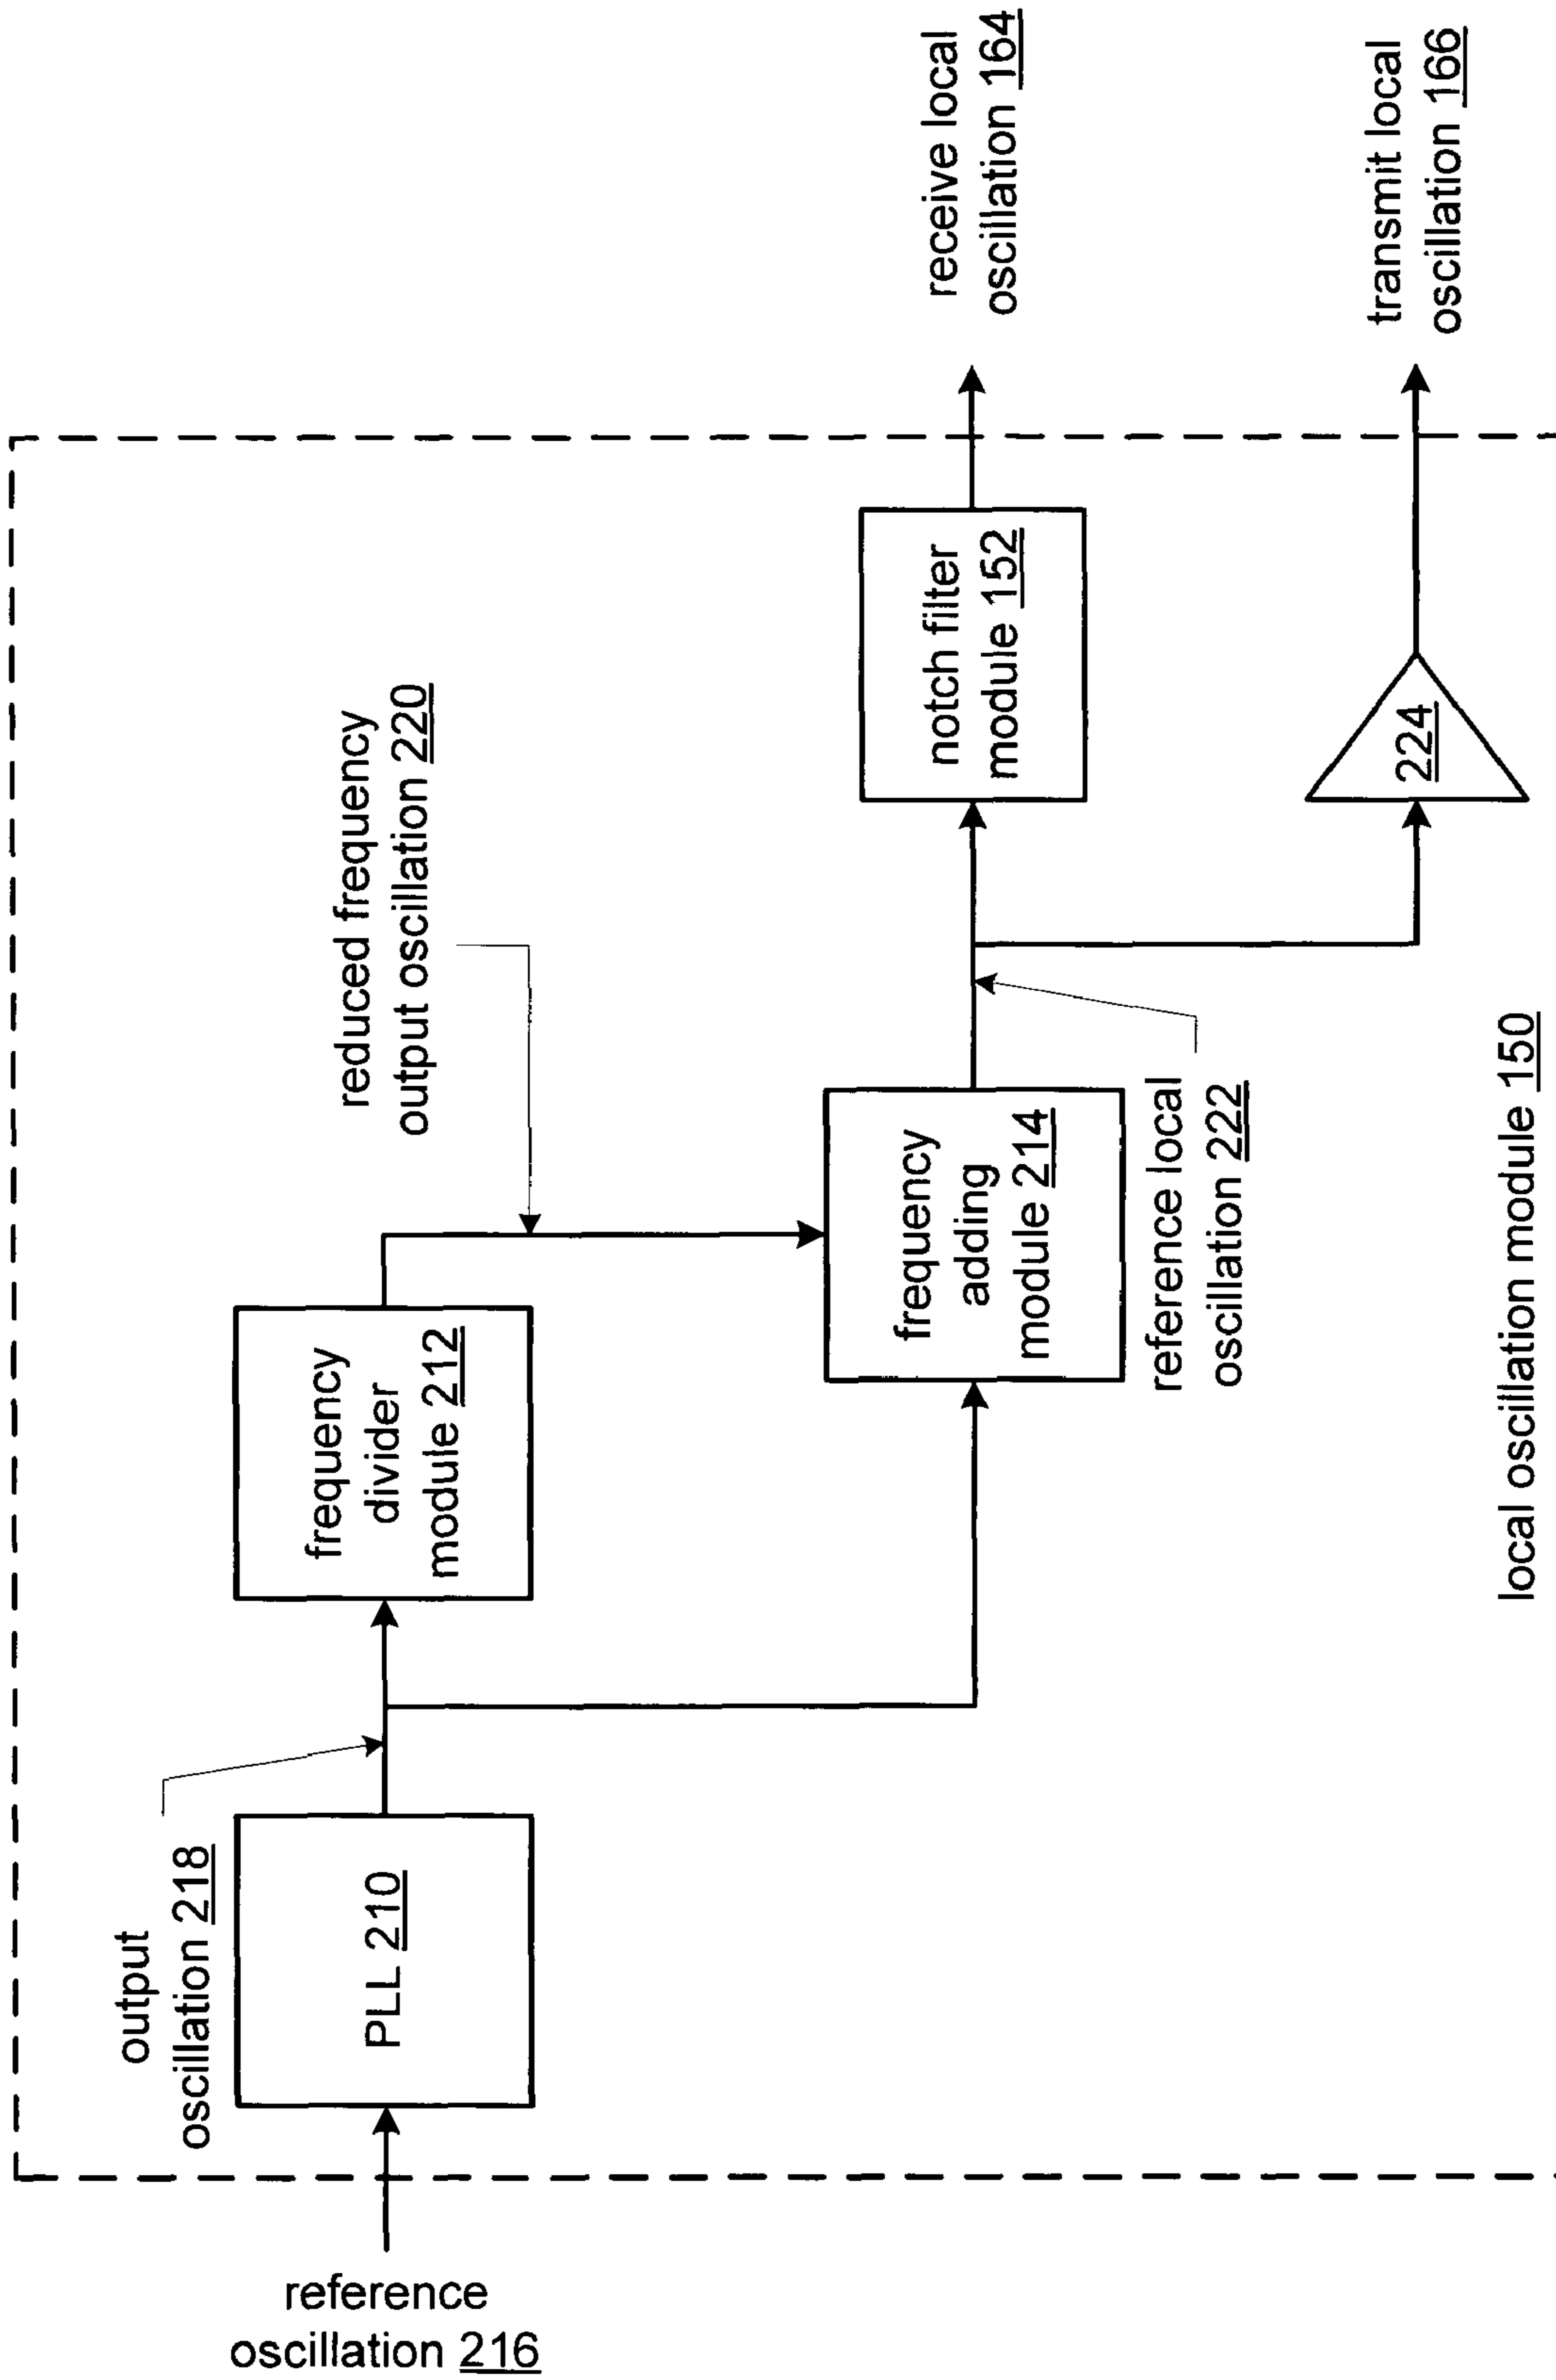 reference
oscillation 216
output
oscillation 218
PLL 210
frequency
divider
module 212
reduced frequency
output oscillation 220
frequency
adding
module 214
reference local
oscillation 222
notch filter
module 152
224
receive local
oscillation 164
transmit local
oscillation 166
local oscillation module 150